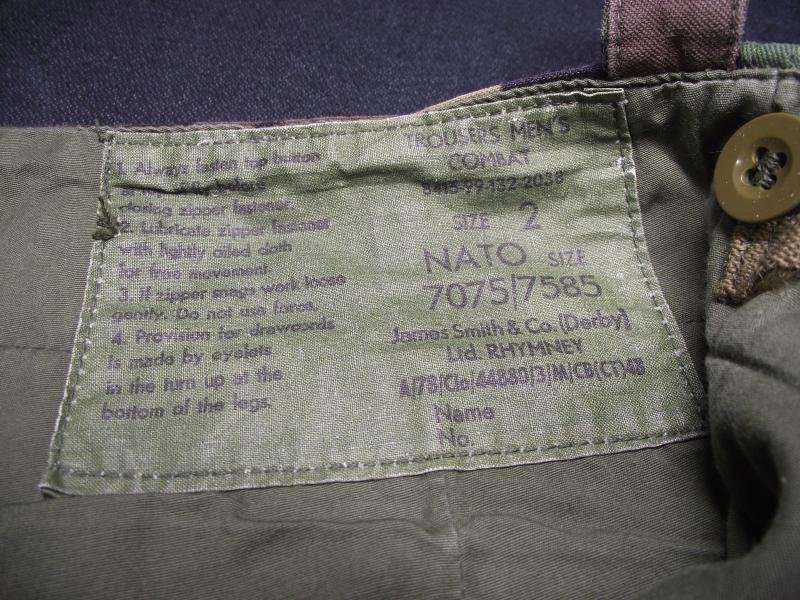 1. Always fasten top button
before
closing zipper fastener.
2. Lubricate zipper fastener
with lightly oiled cloth
for free movement
3. If zipper snags work loose
gently. Do not use force.
4. Provision for drawcords
is made by eyelets
in the turn up at the
bottom of the legs.
TROUSERS MEN'S
COMBAT
8415-99-132-2038
SIZE 2
NATO SIZE
7075/7585
James Smith & Co. (Derby)
Ltd. RHYMNEY
A/78/Clo/44880/3/M/CB(CT)4B
Name
No.